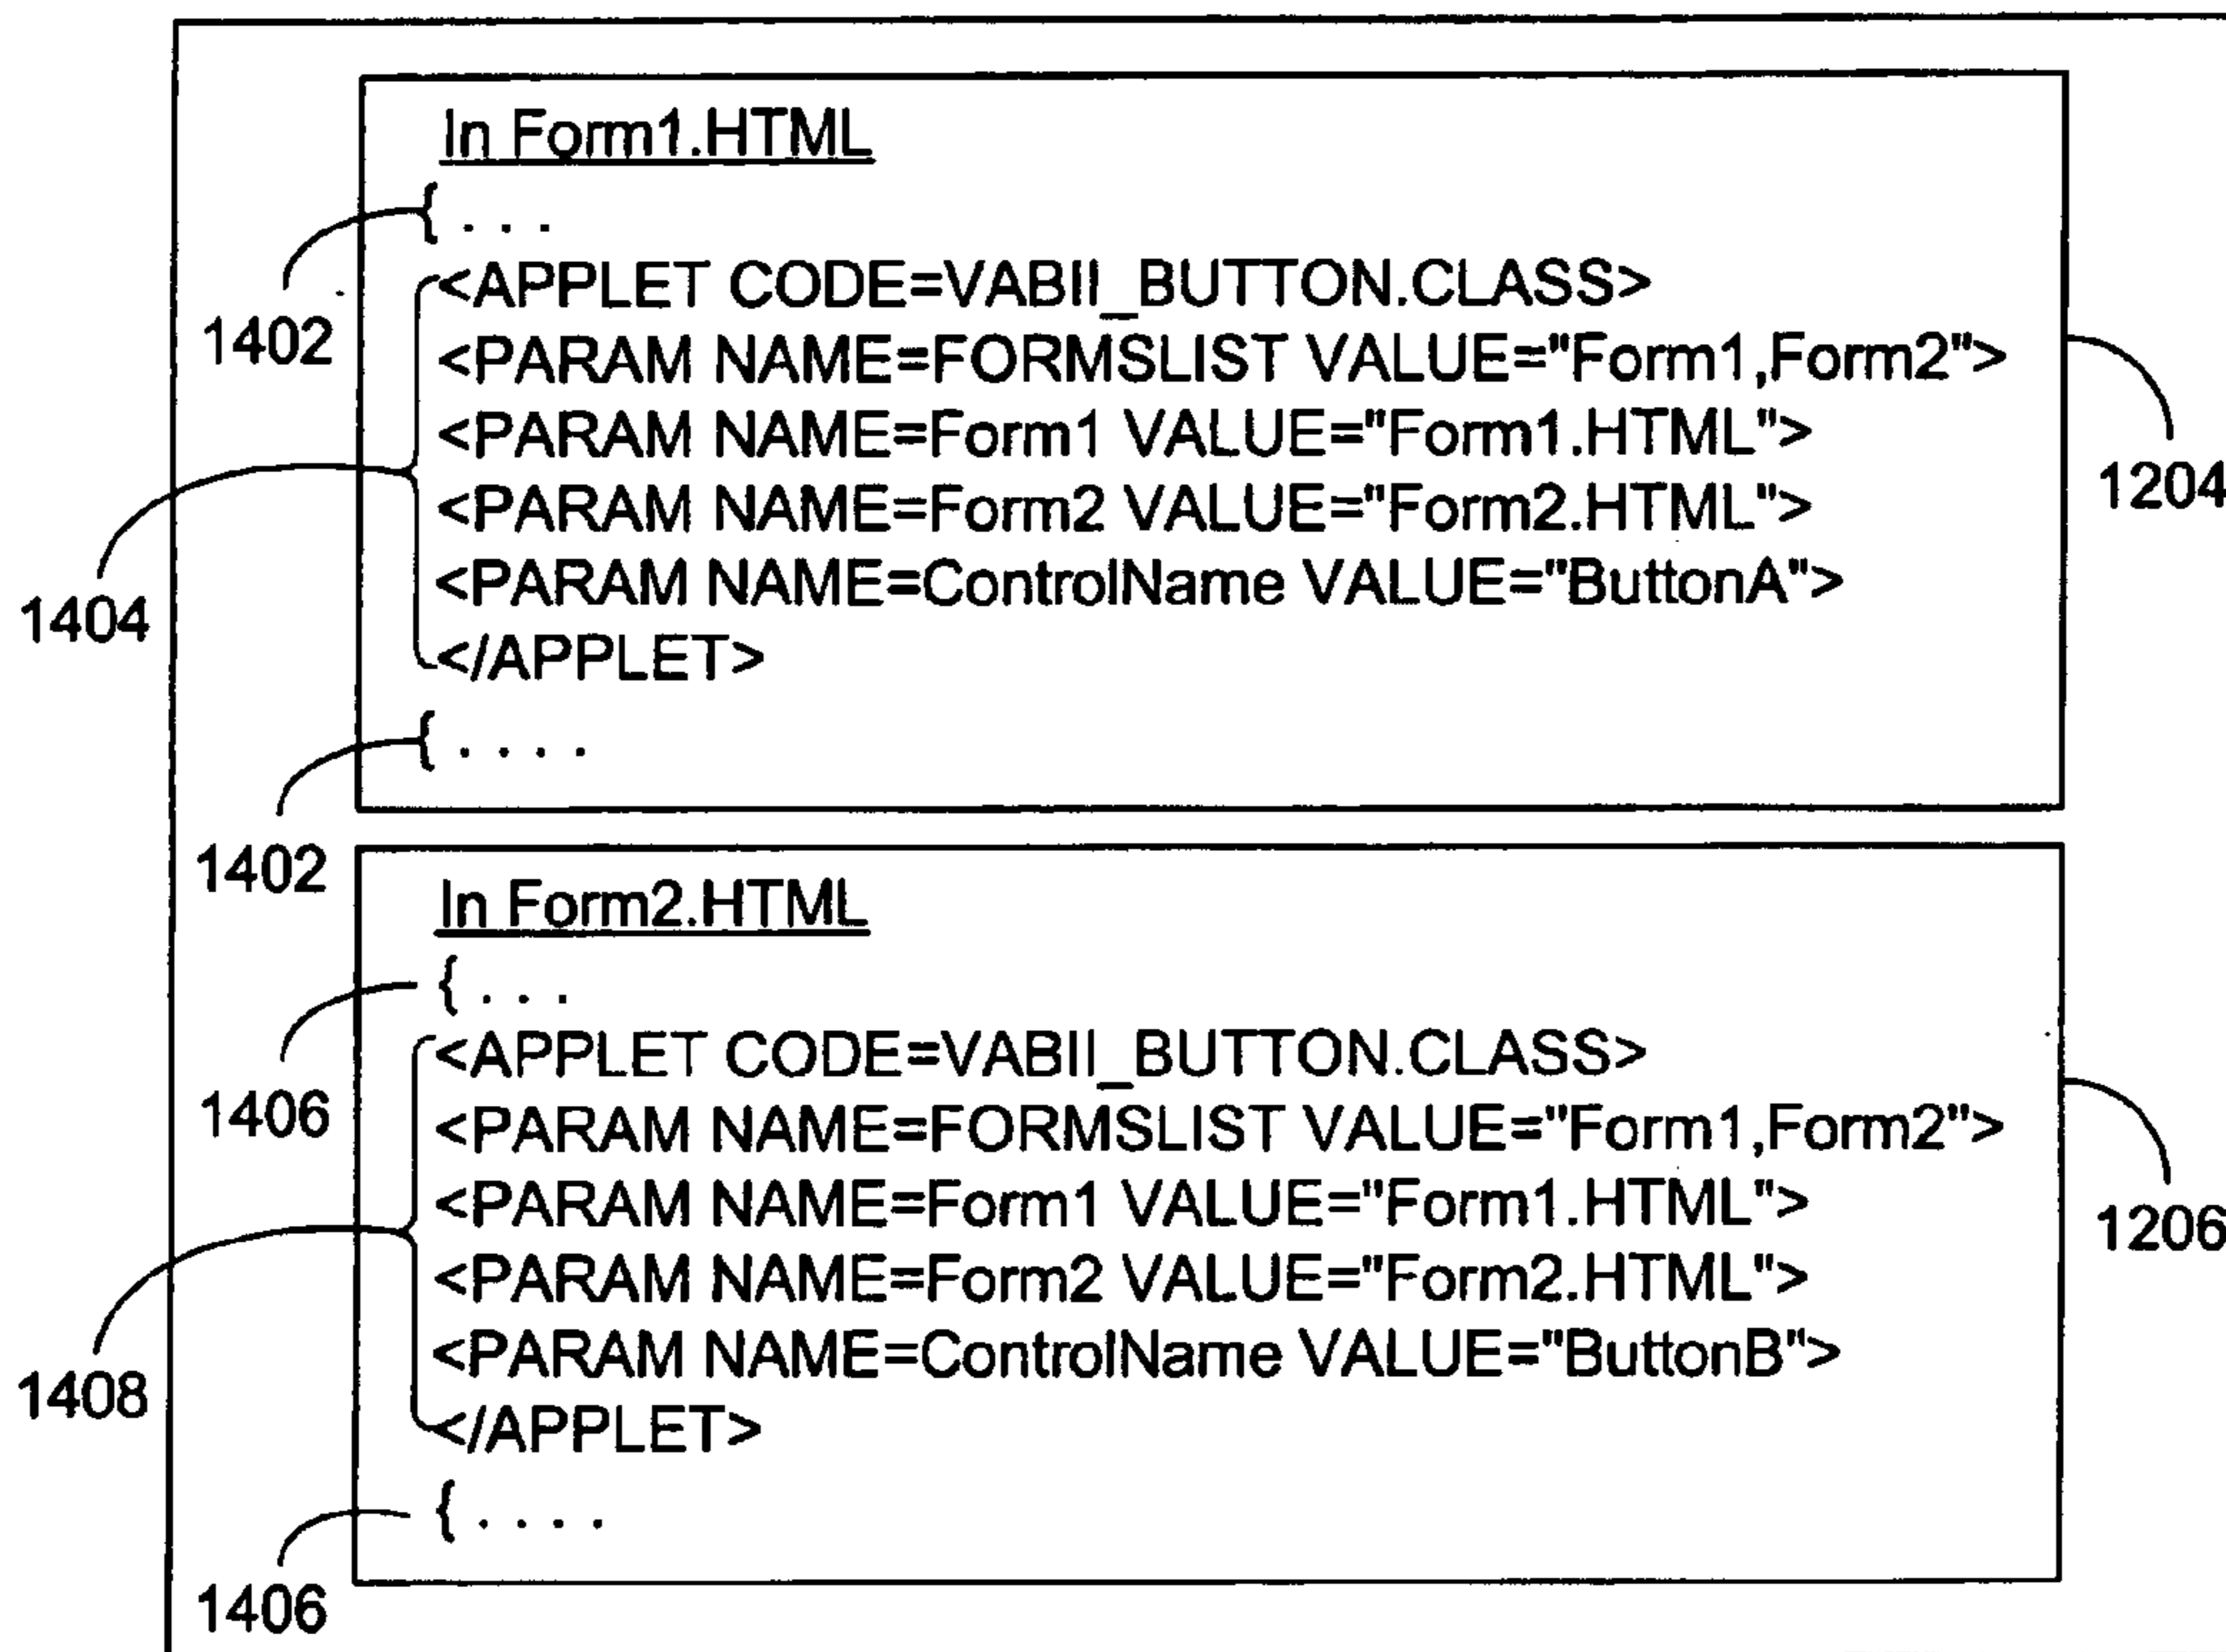 In Form1.HTML
{ . . .
1402
<APPLET CODE=VABII_BUTTON.CLASS>
<PARAM NAME=FORMSLIST VALUE="Form1,Form2">
<PARAM NAME=Form1 VALUE="Form1.HTML">
<PARAM NAME=Form2 VALUE="Form2.HTML">
1204
<PARAM NAME=ControlName VALUE="ButtonA">
1404
</APPLET>
{ . . . .
1402
In Form2.HTML
{ . . .
1406
<APPLET CODE=VABII_BUTTON.CLASS>
<PARAM NAME=FORMSLIST VALUE="Form1,Form2">
<PARAM NAME=Form1 VALUE="Form1.HTML">
1206
<PARAM NAME=Form2 VALUE="Form2.HTML">
<PARAM NAME=ControlName VALUE="ButtonB">
1408
</APPLET>
{ . . . .
1406